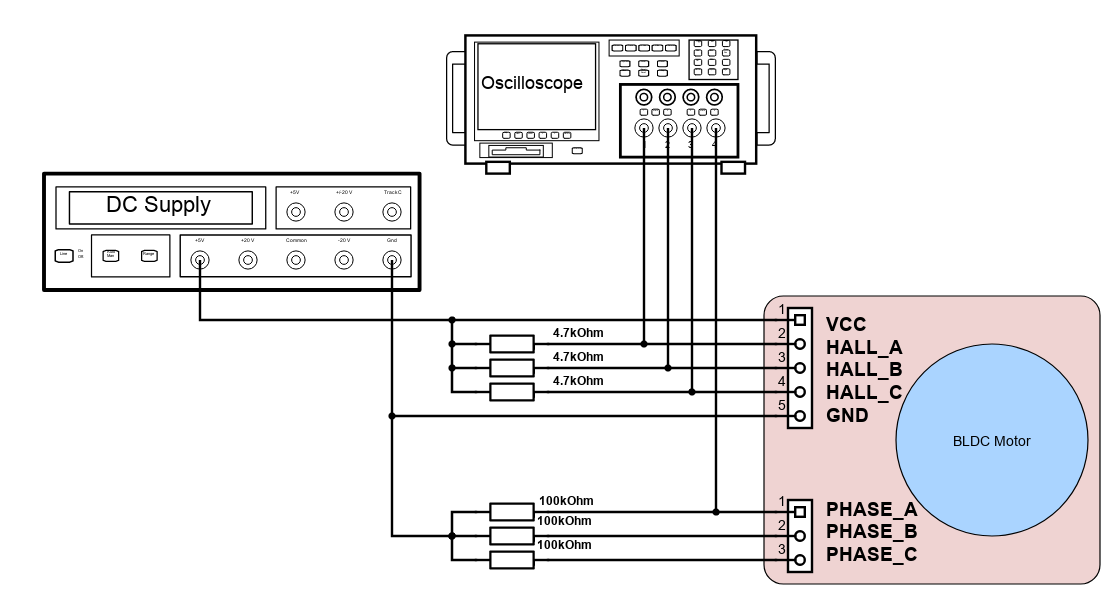 Oscilloscope
1 2 3 4
DC Supply
+5V +/-20 V Track C
+5V +20 V Common -20 V Gnd
Line On
Off
Man
Range
1 VCC
4.7kOhm 2 HALL_A
4.7kOhm 3 HALL_B
4.7kOhm 4 HALL_C
5 GND
BLDC Motor
100kOhm 1 PHASE_A
100kOhm 2 PHASE_B
100kOhm 3 PHASE_C